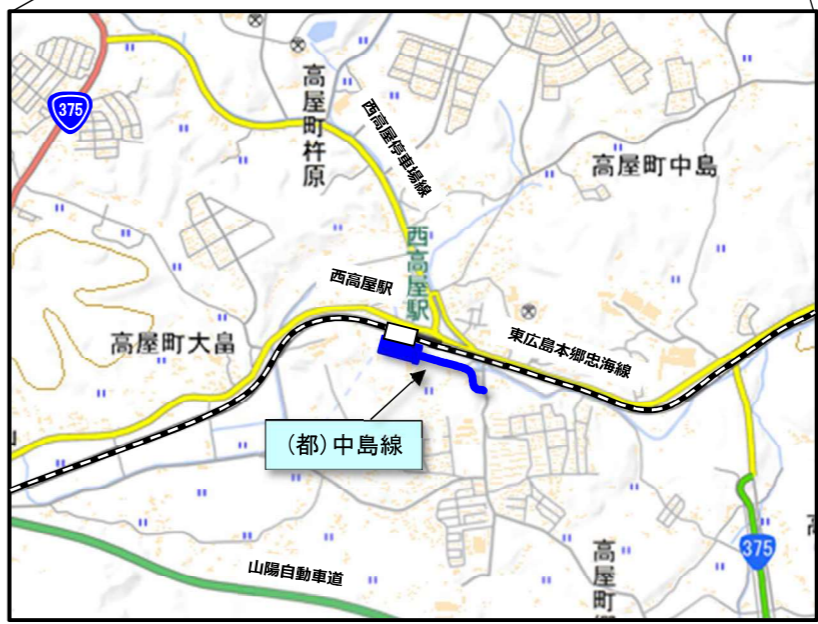 375
高屋町杵原
西高屋停車場線
高屋町中島
西高屋駅
西高屋駅
東広島本郷忠海線
高屋町大畠
(都)中島線
山陽自動車道
高屋町
375